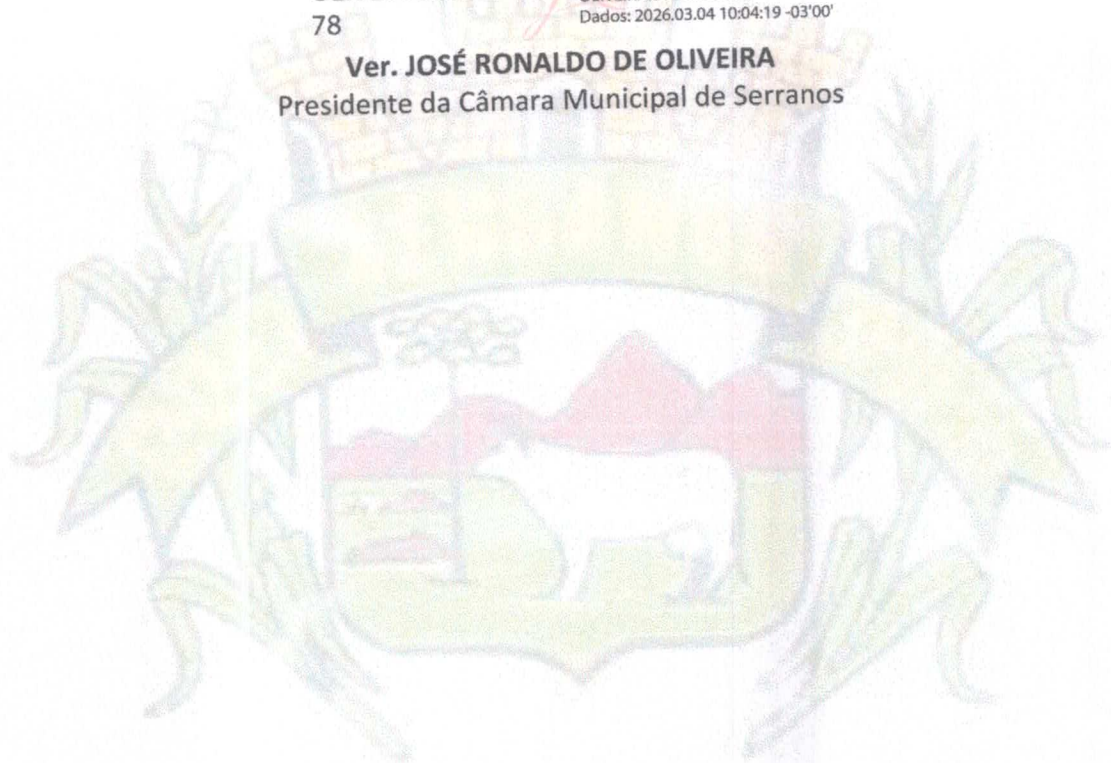 78
Dados: 2026.03.04 10:04:19 -03'00'
Ver. JOSÉ RONALDO DE OLIVEIRA
Presidente da Câmara Municipal de Serranos